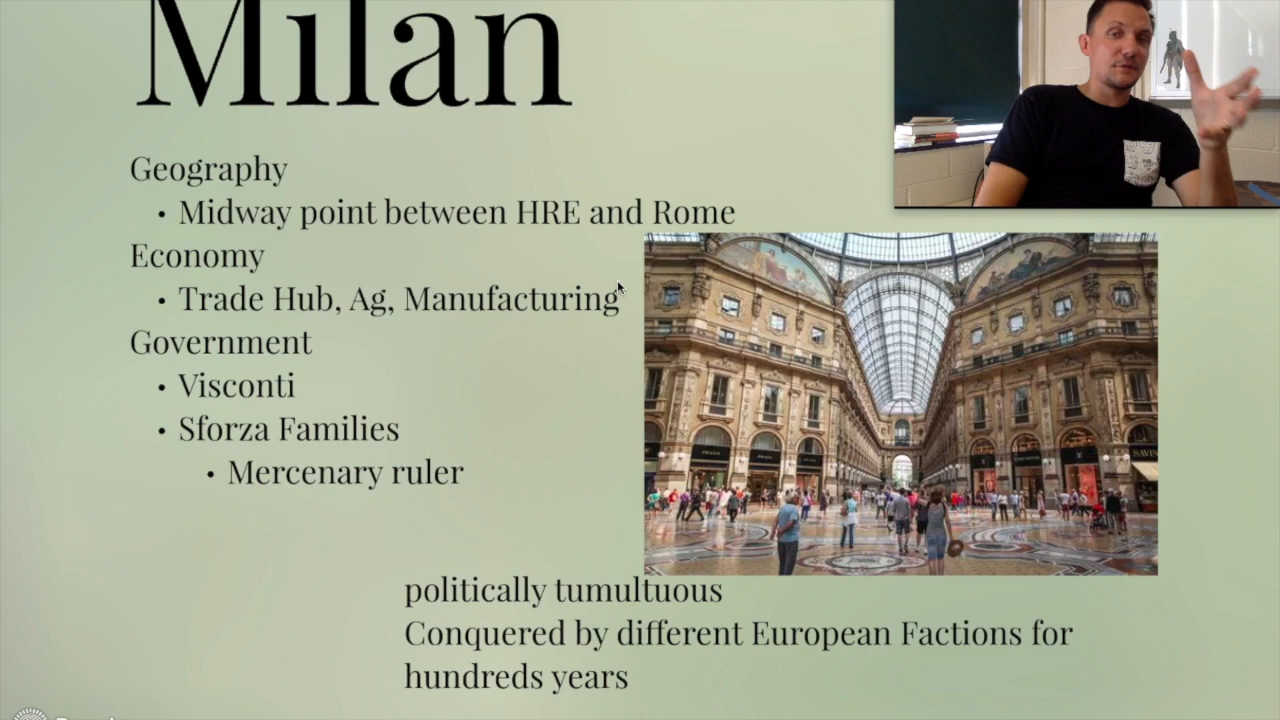 Milan
Geography
• Midway point between HRE and Rome
Economy
• Trade Hub, Ag, Manufacturing
Government
• Visconti
• Sforza Families
• Mercenary ruler
PRADA
politically tumultuous
Conquered by different European Factions for
hundreds years